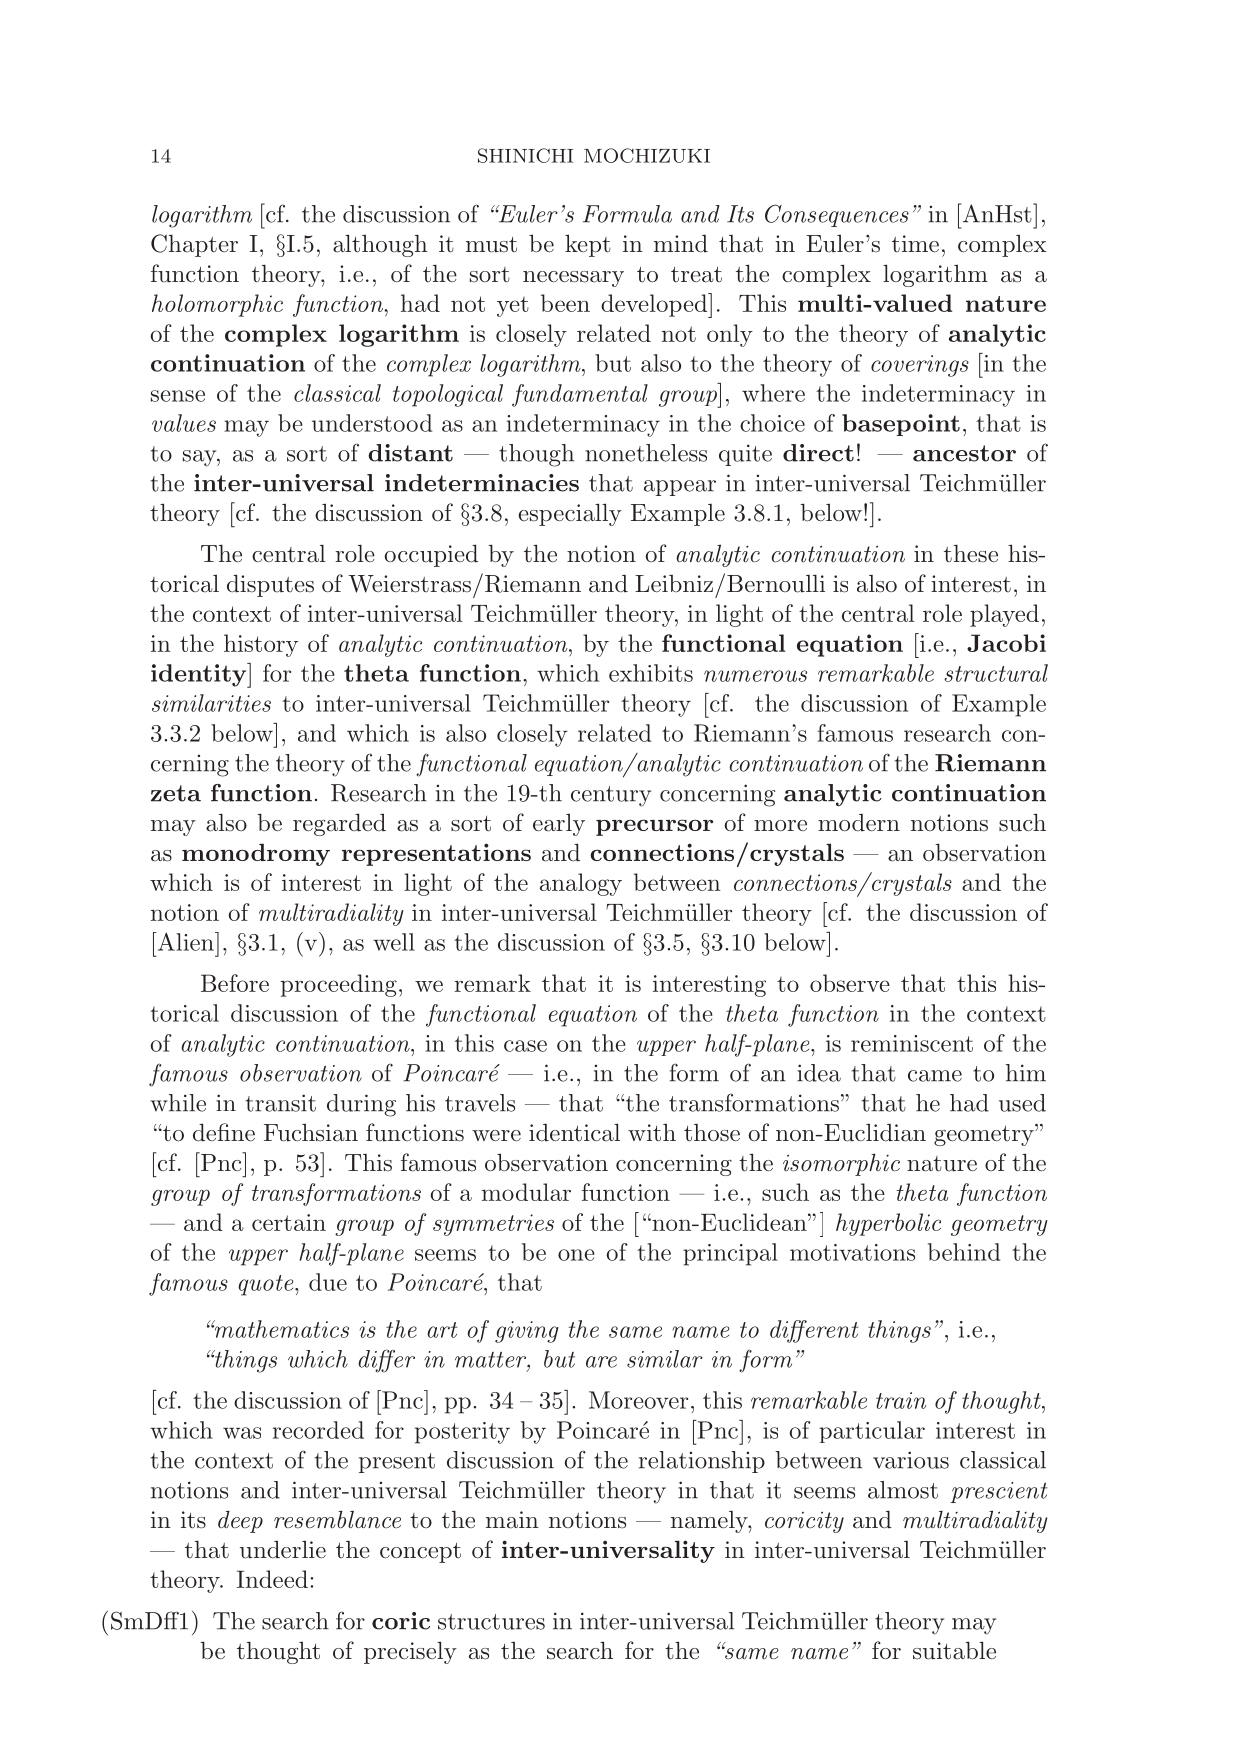 14
SHINICHI MOCHIZUKI
logarithm [cf. the discussion of “Euler’s Formula and Its Consequences” in [AnHst],
Chapter I, §I.5, although it must be kept in mind that in Euler’s time, complex
function theory, i.e., of the sort necessary to treat the complex logarithm as a
holomorphic function, had not yet been developed]. This multi-valued nature
of the complex logarithm is closely related not only to the theory of analytic
continuation of the complex logarithm, but also to the theory of coverings [in the
sense of the classical topological fundamental group], where the indeterminacy in
values may be understood as an indeterminacy in the choice of basepoint, that is
to say, as a sort of distant — though nonetheless quite direct! — ancestor of
the inter-universal indeterminacies that appear in inter-universal Teichmüller
theory [cf. the discussion of §3.8, especially Example 3.8.1, below!].
The central role occupied by the notion of analytic continuation in these his-
torical disputes of Weierstrass/Riemann and Leibniz/Bernoulli is also of interest, in
the context of inter-universal Teichmüller theory, in light of the central role played,
in the history of analytic continuation, by the functional equation [i.e., Jacobi
identity] for the theta function, which exhibits numerous remarkable structural
similarities to inter-universal Teichmüller theory [cf. the discussion of Example
3.3.2 below], and which is also closely related to Riemann’s famous research con-
cerning the theory of the functional equation/analytic continuation of the Riemann
zeta function. Research in the 19-th century concerning analytic continuation
may also be regarded as a sort of early precursor of more modern notions such
as monodromy representations and connections/crystals — an observation
which is of interest in light of the analogy between connections/crystals and the
notion of multiradiality in inter-universal Teichmüller theory [cf. the discussion of
[Alien], §3.1, (v), as well as the discussion of §3.5, §3.10 below].
Before proceeding, we remark that it is interesting to observe that this his-
torical discussion of the functional equation of the theta function in the context
of analytic continuation, in this case on the upper half-plane, is reminiscent of the
famous observation of Poincaré — i.e., in the form of an idea that came to him
while in transit during his travels — that “the transformations” that he had used
“to define Fuchsian functions were identical with those of non-Euclidian geometry”
[cf. [Pnc], p. 53]. This famous observation concerning the isomorphic nature of the
group of transformations of a modular function — i.e., such as the theta function
— and a certain group of symmetries of the [“non-Euclidean”] hyperbolic geometry
of the upper half-plane seems to be one of the principal motivations behind the
famous quote, due to Poincaré, that
“mathematics is the art of giving the same name to different things”, i.e.,
“things which differ in matter, but are similar in form”
[cf. the discussion of [Pnc], pp. 34 – 35]. Moreover, this remarkable train of thought,
which was recorded for posterity by Poincaré in [Pnc], is of particular interest in
the context of the present discussion of the relationship between various classical
notions and inter-universal Teichmüller theory in that it seems almost prescient
in its deep resemblance to the main notions — namely, coricity and multiradiality
— that underlie the concept of inter-universality in inter-universal Teichmüller
theory. Indeed:
(SmDff1) The search for coric structures in inter-universal Teichmüller theory may
be thought of precisely as the search for the “same name” for suitable